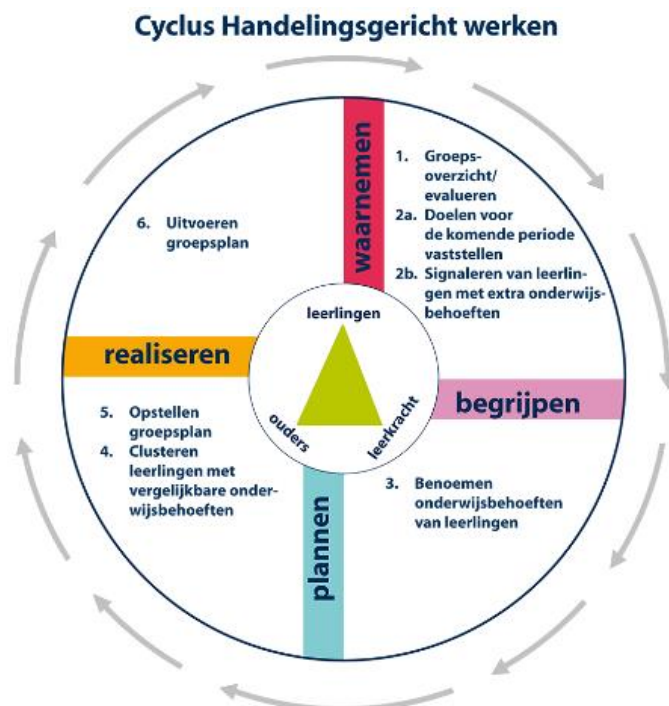 Cyclus Handelingsgericht werken
waarnemen
1. Groeps-
overzicht/
evalueren
2a. Doelen voor
de komende periode
vaststellen
2b. Signaleren van leerlin-
gen met extra onderwijs-
behoeften
begrijpen
3. Benoemen
onderwijsbehoeften
van leerlingen
plannen
5. Opstellen
groepsplan
4. Clusteren
leerlingen met
vergelijkbare onder-
wijsbehoeften
realiseren
6. Uitvoeren
groepsplan
leerlingen
ouders
leerkracht